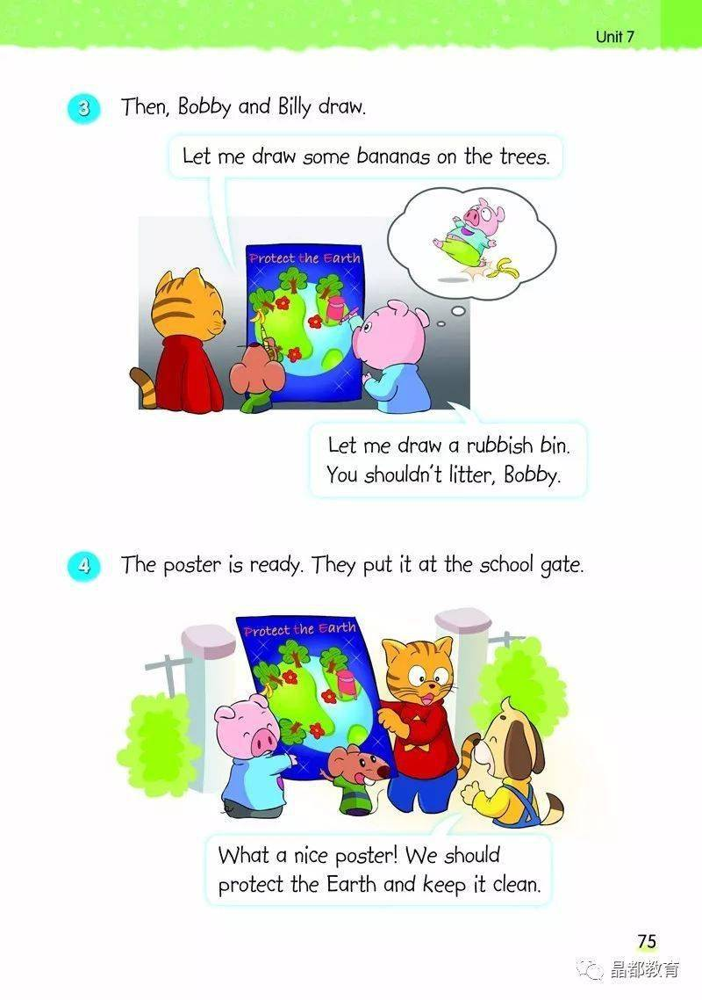 Unit 7
3 Then, Bobby and Billy draw.
Let me draw some bananas on the trees.
Protect the Earth
Let me draw a rubbish bin.
You shouldn't litter, Bobby.
4 The poster is ready. They put it at the school gate.
Protect the Earth
What a nice poster! We should
protect the Earth and keep it clean.
75
晶都教育